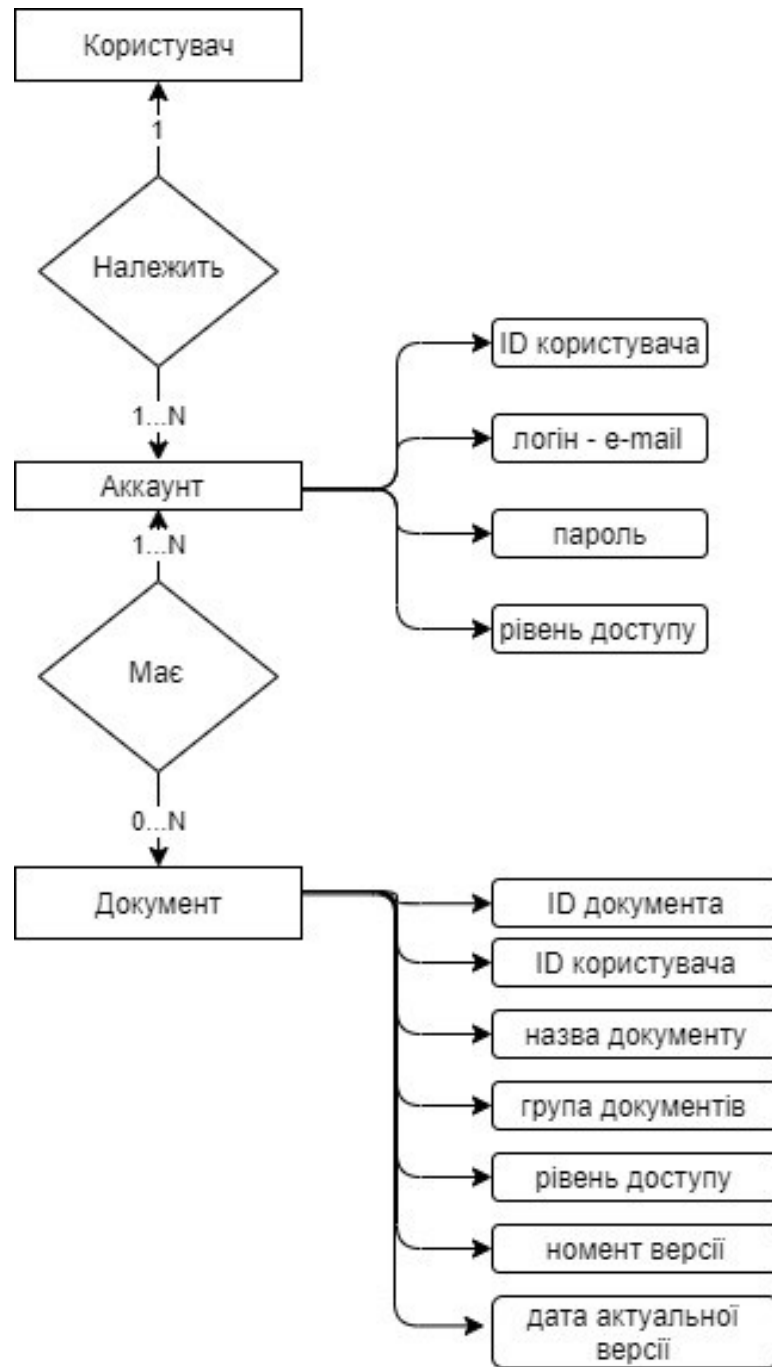 Користувач
1
Належить
1...N
Аккаунт
ID користувача
логін - e-mail
пароль
рівень доступу
1...N
Має
0...N
Документ
ID документа
ID користувача
назва документу
група документів
рівень доступу
номент версії
дата актуальної
версії